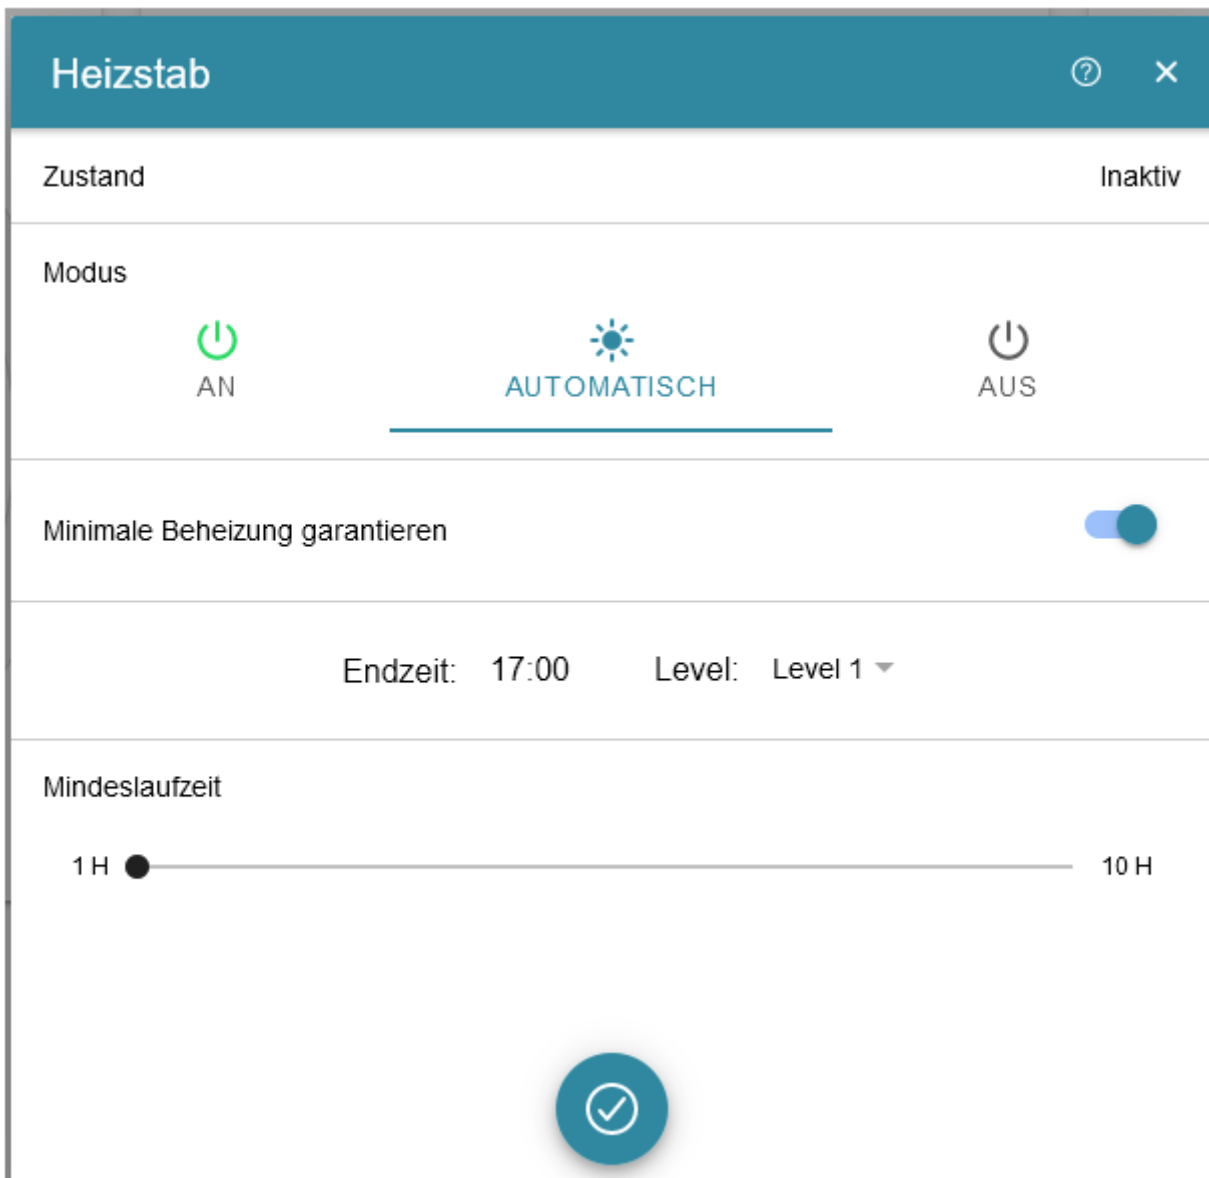 Heizstab
Zustand Inaktiv
Modus
AN AUTOMATISCH AUS
Minimale Beheizung garantieren
Endzeit: 17:00 Level: Level 1
Mindeslaufzeit
1 H 10 H